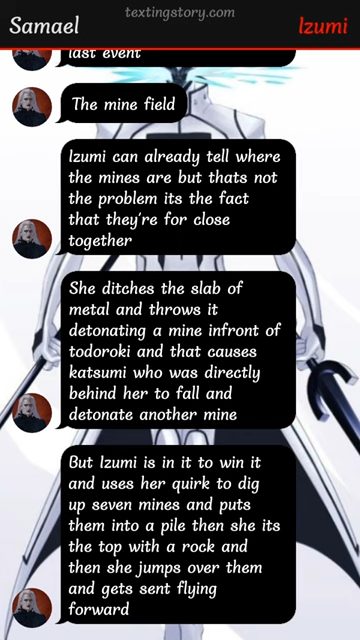 textingstory.com
Samael
Izumi
last event
The mine field
Izumi can already tell where
the mines are but thats not
the problem its the fact
that they're for close
together
She ditches the slab of
metal and throws it
detonating a mine infront of
todoroki and that causes
katsumi who was directly
behind her to fall and
detonate another mine
But Izumi is in it to win it
and uses her quirk to dig
up seven mines and puts
them into a pile then she its
the top with a rock and
then she jumps over them
and gets sent flying
forward